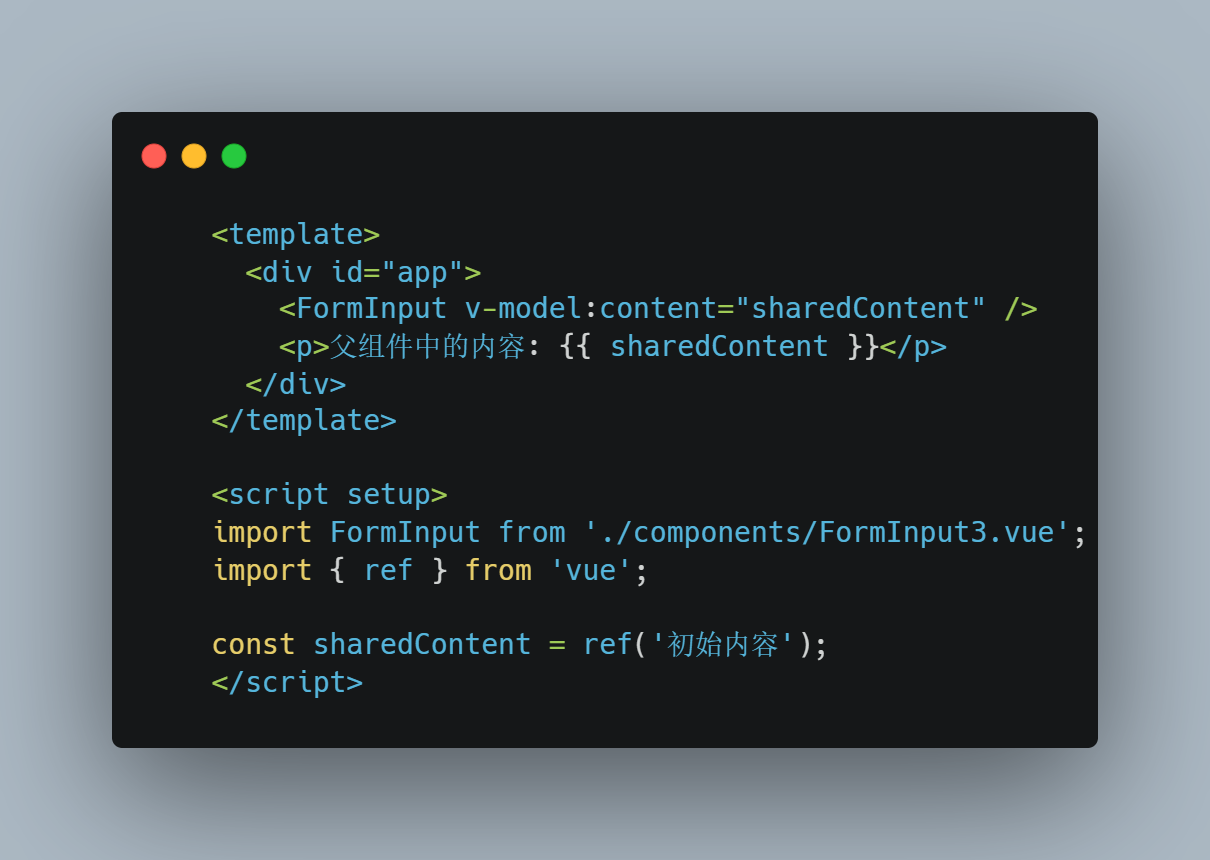 <template>
  <div id="app">
    <FormInput v-model:content="sharedContent" />
    <p>父组件中的内容: {{ sharedContent }}</p>
  </div>
</template>

<script setup>
import FormInput from './components/FormInput3.vue';
import { ref } from 'vue';

const sharedContent = ref('初始内容');
</script>